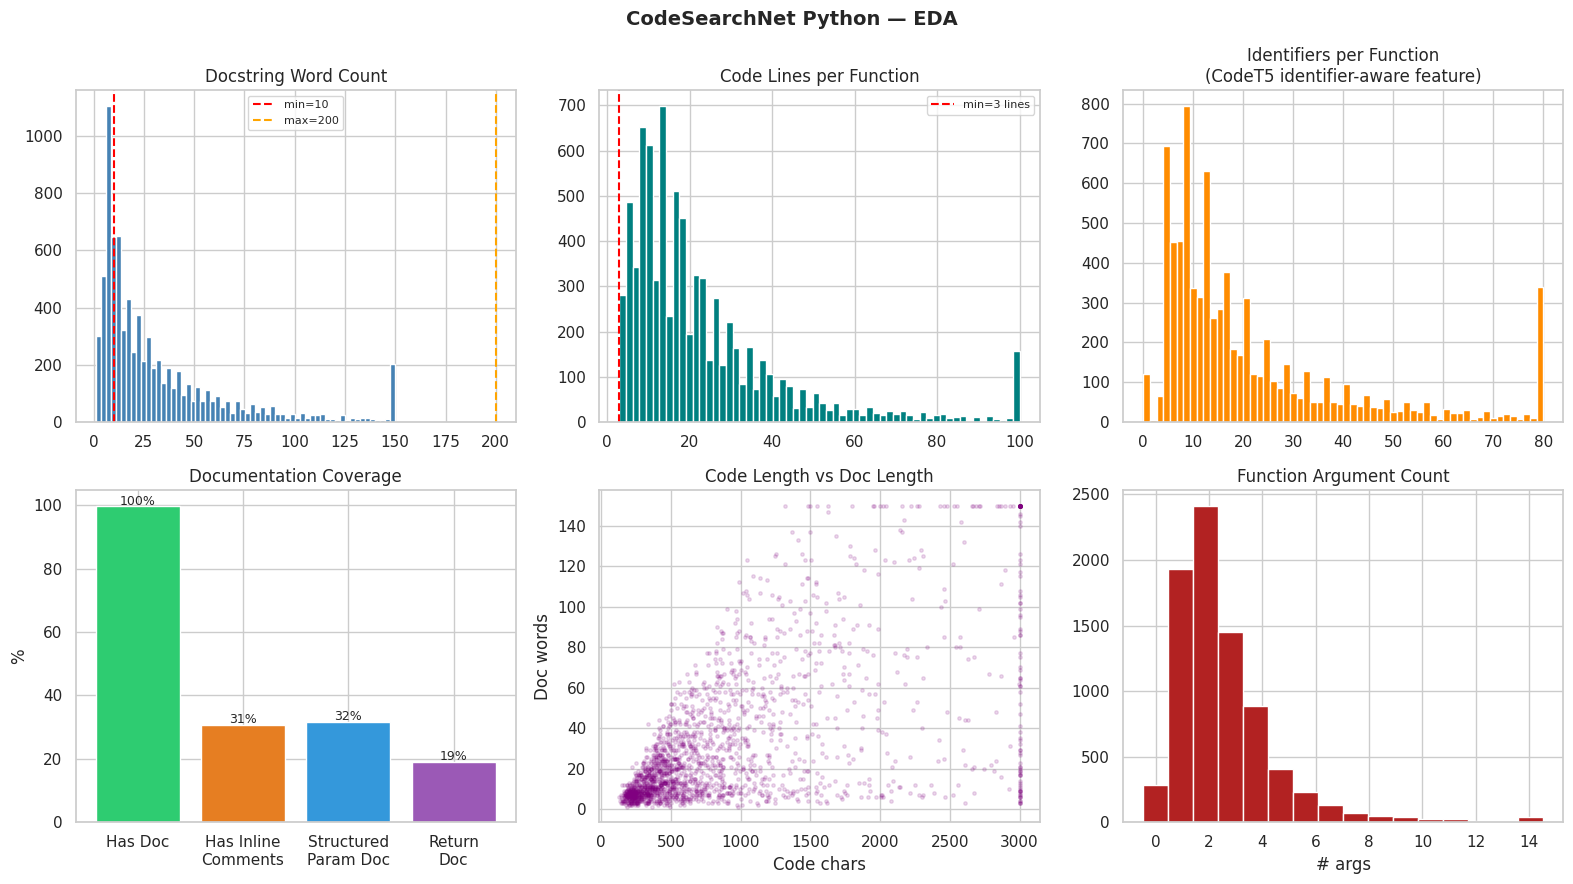 CodeSearchNet Python — EDA
Docstring Word Count
min=10
max=200
0
200
400
600
800
1000
0 25 50 75 100 125 150 175 200
Code Lines per Function
min=3 lines
0
100
200
300
400
500
600
700
0 20 40 60 80 100
Identifiers per Function
(CodeT5 identifier-aware feature)
0
100
200
300
400
500
600
700
800
0 10 20 30 40 50 60 70 80
Documentation Coverage
%
0
20
40
60
80
100
100%
31%
32%
19%
Has Doc
Has Inline
Comments
Structured
Param Doc
Return
Doc
Code Length vs Doc Length
Doc words
0
20
40
60
80
100
120
140
0 500 1000 1500 2000 2500 3000
Code chars
Function Argument Count
0
500
1000
1500
2000
2500
0 2 4 6 8 10 12 14
# args